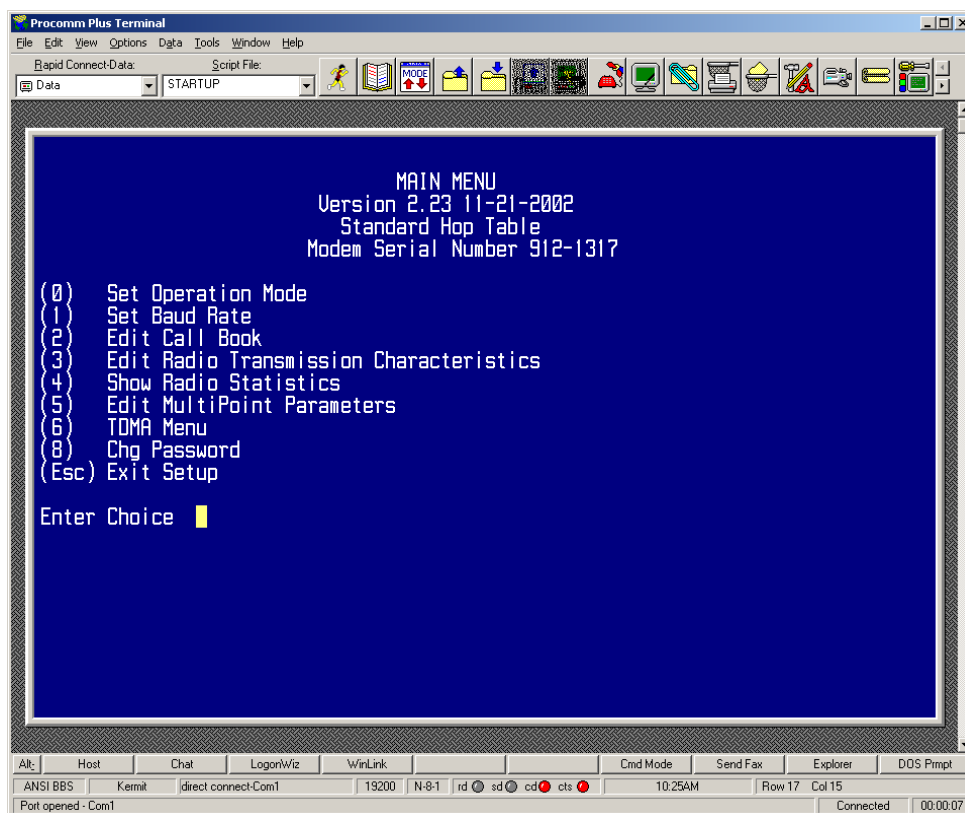 Procomm Plus Terminal
File Edit View Options Data Tools Window Help
Rapid Connect-Data: Script File:
Data STARTUP
MODE
MAIN MENU
Version 2.23 11-21-2002
Standard Hop Table
Modem Serial Number 912-1317
(0) Set Operation Mode
(1) Set Baud Rate
(2) Edit Call Book
(3) Edit Radio Transmission Characteristics
(4) Show Radio Statistics
(5) Edit MultiPoint Parameters
(6) TDMA Menu
(8) Chg Password
(Esc) Exit Setup
Enter Choice
Alt- Host Chat LogonWiz WinLink Cmd Mode Send Fax Explorer DOS Prmpt
ANSI BBS Kermit direct connect-Com1 19200 N-8-1 rd sd cd cts 10:25AM Row 17 Col 15
Port opened - Com1 Connected 00:00:07